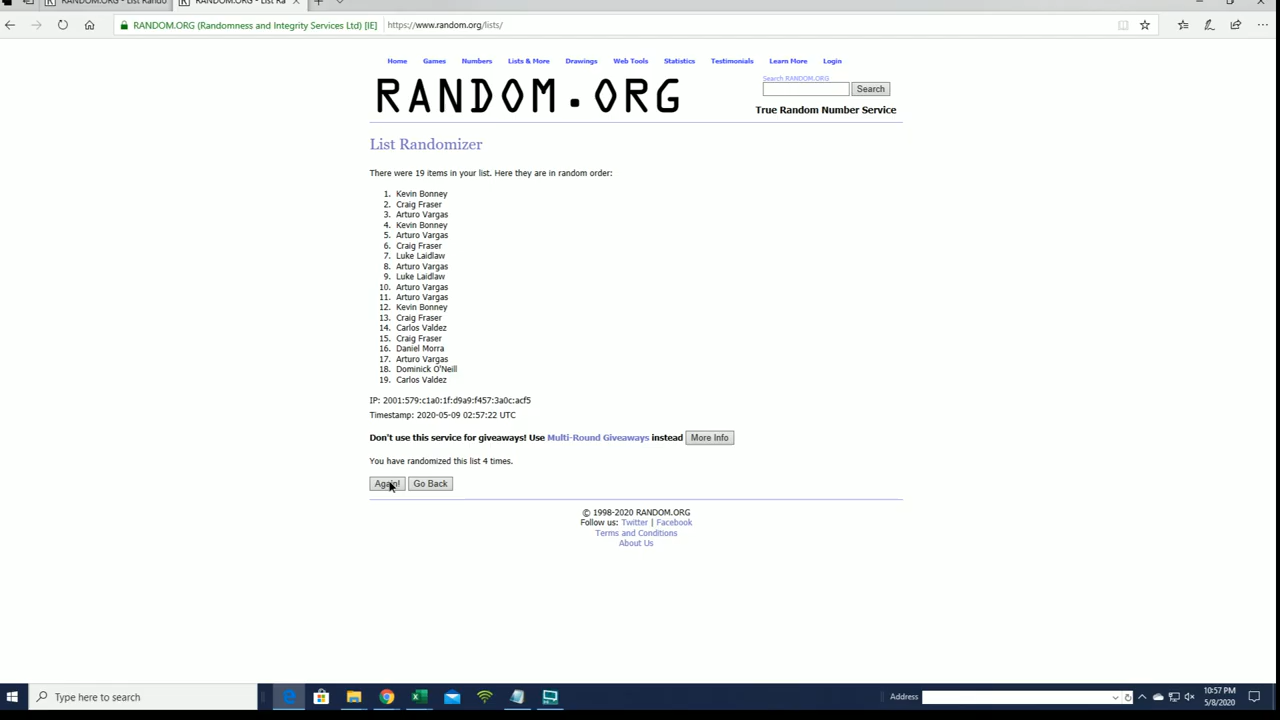 RANDOM.ORG - List Rando
RANDOM.ORG - List Ra
RANDOM.ORG (Randomness and Integrity Services Ltd) [IE]
https://www.random.org/lists/
Home Games Numbers Lists & More Drawings Web Tools Statistics Testimonials Learn More Login
RANDOM.ORG
Search RANDOM.ORG
Search
True Random Number Service
List Randomizer
There were 19 items in your list. Here they are in random order:
1. Kevin Bonney
2. Craig Fraser
3. Arturo Vargas
4. Kevin Bonney
5. Arturo Vargas
6. Craig Fraser
7. Luke Laidlaw
8. Arturo Vargas
9. Luke Laidlaw
10. Arturo Vargas
11. Arturo Vargas
12. Kevin Bonney
13. Craig Fraser
14. Carlos Valdez
15. Craig Fraser
16. Daniel Morra
17. Arturo Vargas
18. Dominick O'Neill
19. Carlos Valdez
IP: 2001:579:c1a0:1f:d9a9:f457:3a0c:acf5
Timestamp: 2020-05-09 02:57:22 UTC
Don't use this service for giveaways! Use Multi-Round Giveaways instead More Info
You have randomized this list 4 times.
Again! Go Back
© 1998-2020 RANDOM.ORG
Follow us: Twitter | Facebook
Terms and Conditions
About Us
Type here to search
Address
10:57 PM
5/8/2020